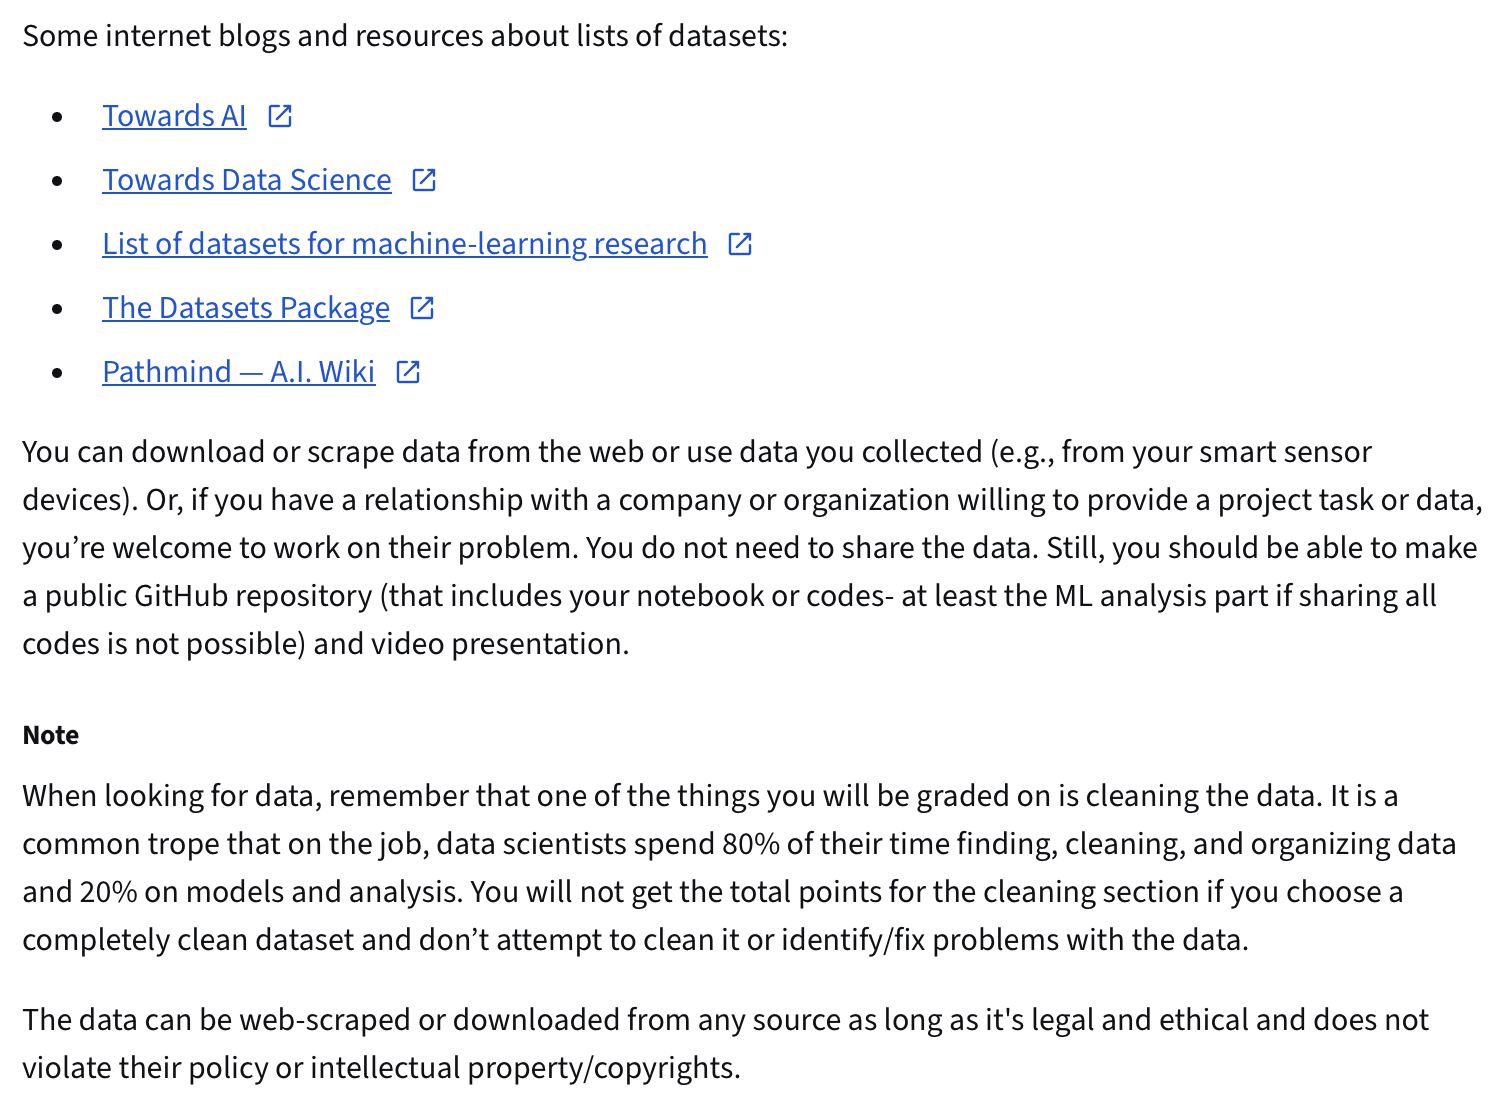 Some internet blogs and resources about lists of datasets:
• Towards AI
• Towards Data Science
• List of datasets for machine-learning research
• The Datasets Package
• Pathmind — A.I. Wiki
You can download or scrape data from the web or use data you collected (e.g., from your smart sensor
devices). Or, if you have a relationship with a company or organization willing to provide a project task or data,
you’re welcome to work on their problem. You do not need to share the data. Still, you should be able to make
a public GitHub repository (that includes your notebook or codes- at least the ML analysis part if sharing all
codes is not possible) and video presentation.
Note
When looking for data, remember that one of the things you will be graded on is cleaning the data. It is a
common trope that on the job, data scientists spend 80% of their time finding, cleaning, and organizing data
and 20% on models and analysis. You will not get the total points for the cleaning section if you choose a
completely clean dataset and don’t attempt to clean it or identify/fix problems with the data.
The data can be web-scraped or downloaded from any source as long as it's legal and ethical and does not
violate their policy or intellectual property/copyrights.